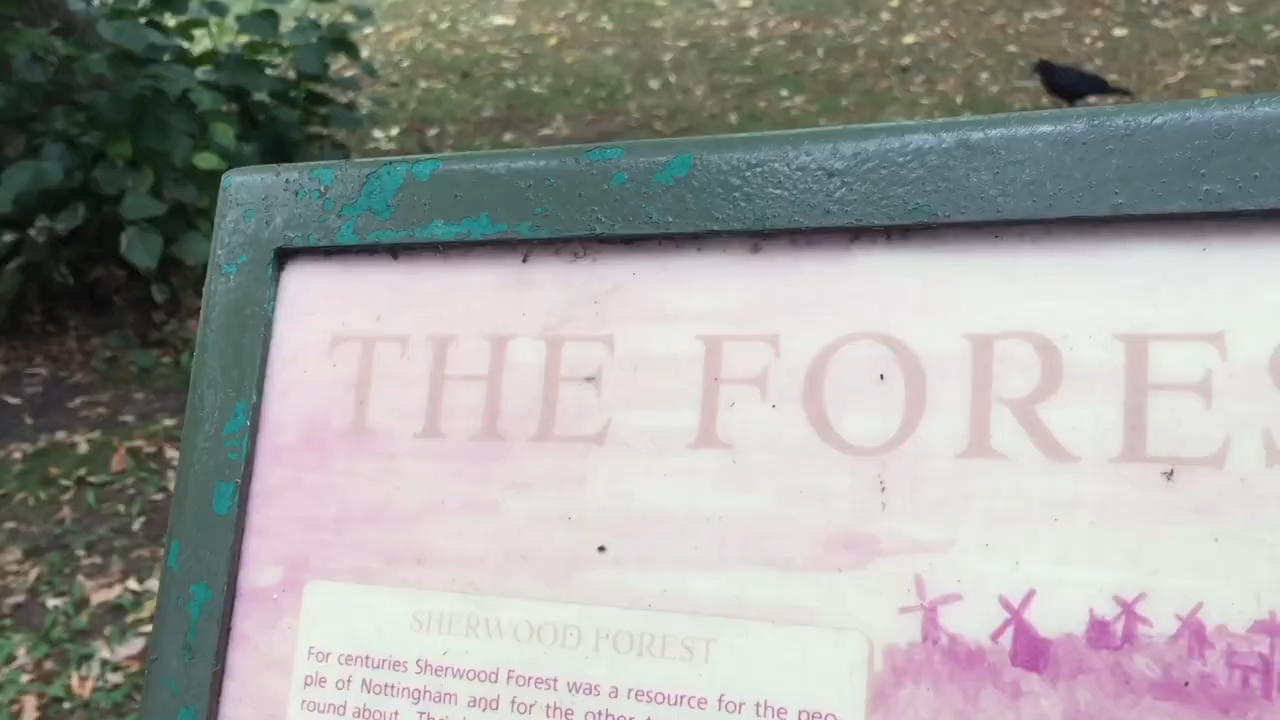 THE FORES
SHERWOOD FOREST
For centuries Sherwood Forest was a resource for the peo-
ple of Nottingham and for the other
round about.